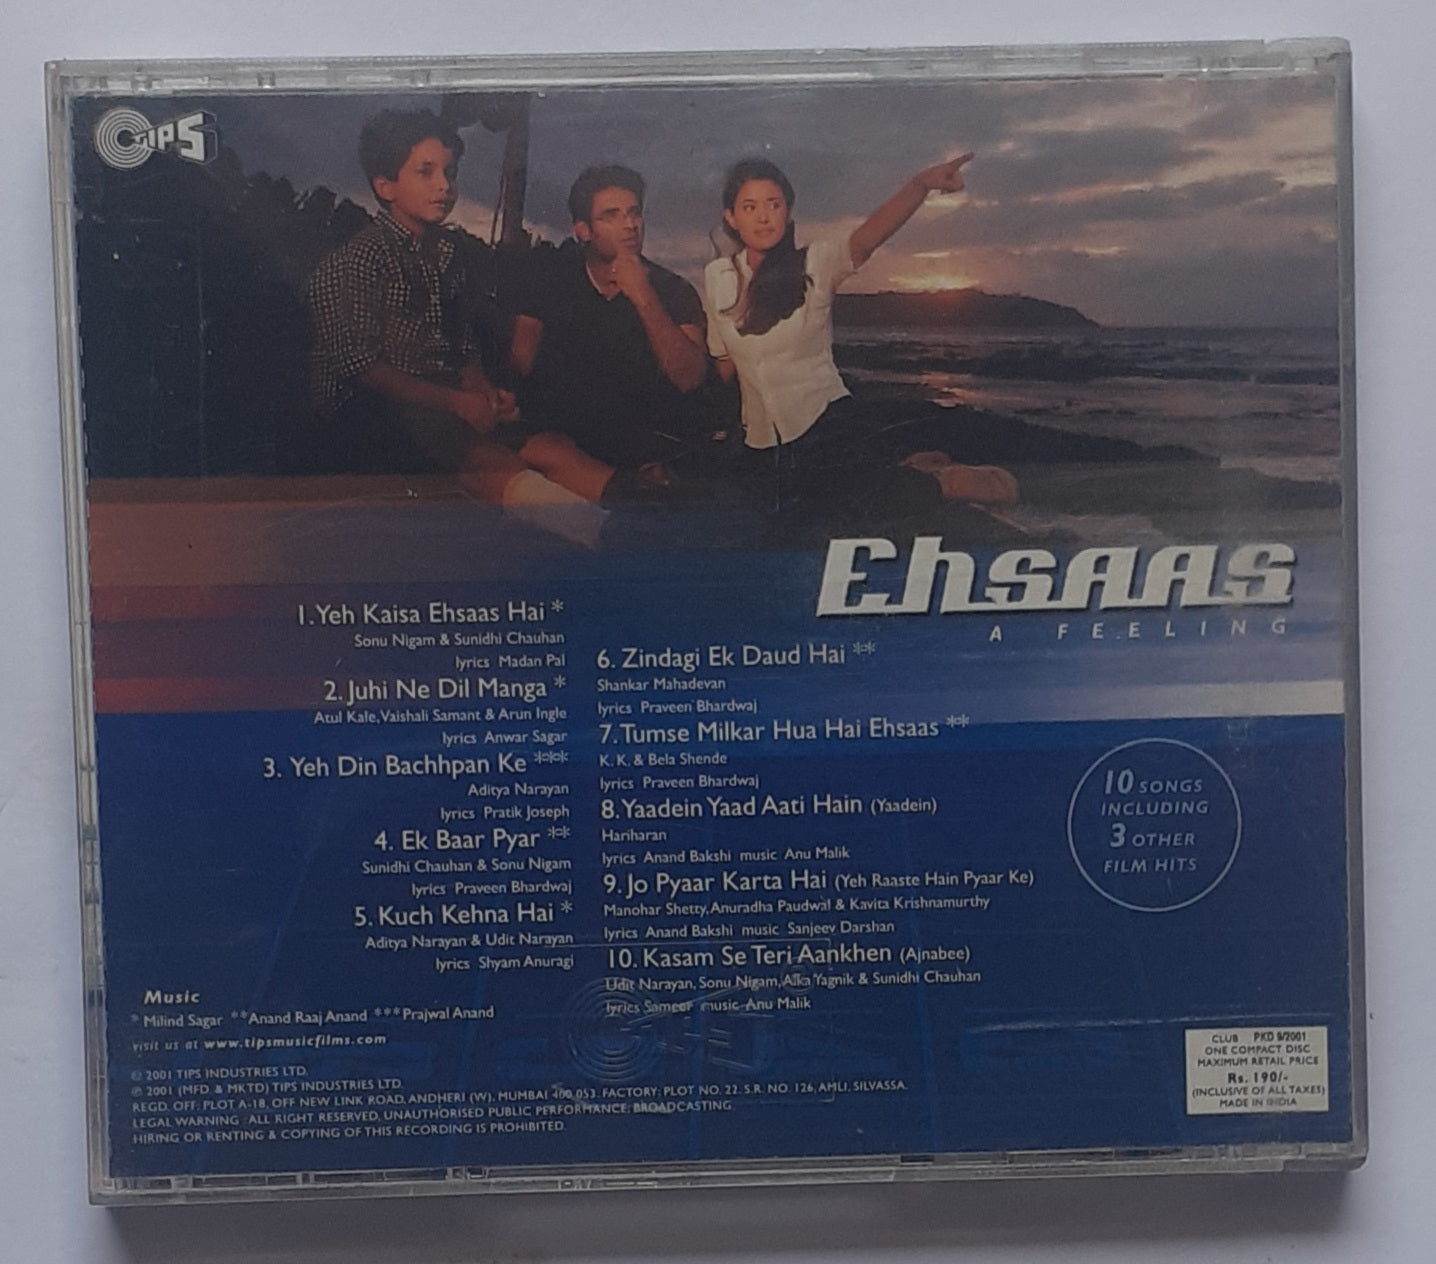 TIPS
Ehsaas
A FEELING
1. Yeh Kaisa Ehsaas Hai *
Sonu Nigam & Sunidhi Chauhan
lyrics Madan Pal
2. Juhi Ne Dil Manga *
Atul Kale, Vaishali Samant & Arun Ingle
lyrics Anwar Sagar
3. Yeh Din Bachhpan Ke ***
Aditya Narayan
lyrics Pratik Joseph
4. Ek Baar Pyar **
Sunidhi Chauhan & Sonu Nigam
lyrics Praveen Bhardwaj
5. Kuch Kehna Hai *
Aditya Narayan & Udit Narayan
lyrics Shyam Anuragi
6. Zindagi Ek Daud Hai **
Shankar Mahadevan
lyrics Praveen Bhardwaj
7. Tumse Milkar Hua Hai Ehsaas **
K. K. & Bela Shende
lyrics Praveen Bhardwaj
8. Yaadein Yaad Aati Hain (Yaadein)
Hariharan
lyrics Anand Bakshi music Anu Malik
9. Jo Pyaar Karta Hai (Yeh Raaste Hain Pyaar Ke)
Manohar Shetty, Anuradha Paudwal & Kavita Krishnamurthy
lyrics Anand Bakshi music Sanjeev Darshan
10. Kasam Se Teri Aankhen (Ajnabee)
Udit Narayan, Sonu Nigam, Alka Yagnik & Sunidhi Chauhan
lyrics Sameer music Anu Malik
10 SONGS
INCLUDING
3 OTHER
FILM HITS
Music
* Milind Sagar **Anand Raaj Anand ***Prajwal Anand
visit us at www.tipsmusicfilms.com
© 2001 TIPS INDUSTRIES LTD.
℗ 2001 (MFD. & MKTD) TIPS INDUSTRIES LTD.
REGD. OFF: PLOT A-18, OFF NEW LINK ROAD, ANDHERI (W), MUMBAI 400 053. FACTORY: PLOT NO. 22. S.R. NO. 126, AMLI, SILVASSA.
LEGAL WARNING : ALL RIGHT RESERVED, UNAUTHORISED PUBLIC PERFORMANCE, BROADCASTING
HIRING OR RENTING & COPYING OF THIS RECORDING IS PROHIBITED.
CLUB PKD 9/2001
ONE COMPACT DISC
MAXIMUM RETAIL PRICE
Rs. 190/-
(INCLUSIVE OF ALL TAXES)
MADE IN INDIA